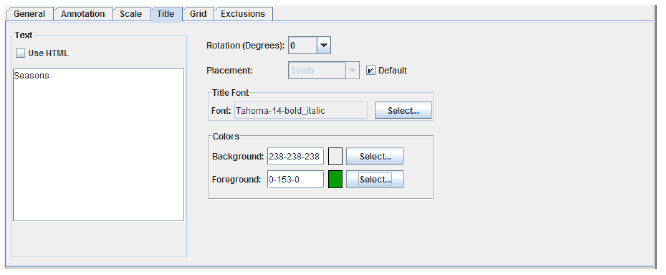 General Annotation Scale Title Grid Exclusions
Text
Use HTML
Seasons
Rotation (Degrees): 0
Placement: South Default
Title Font
Font: Tahoma-14-bold_italic Select...
Colors
Background: 238-238-238 Select...
Foreground: 0-153-0 Select...